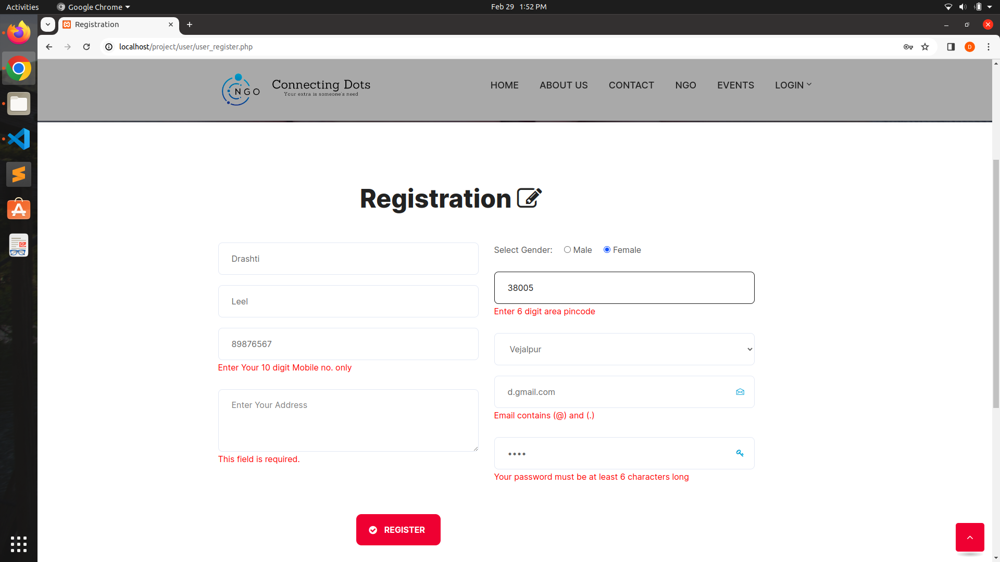 Activities
Google Chrome
Feb 29 1:52 PM
Registration
localhost/project/user/user_register.php
D
NGO
Connecting Dots
Your extra is someone's need
HOME
ABOUT US
CONTACT
NGO
EVENTS
LOGIN
Registration
Drashti
Leel
89876567
Enter Your 10 digit Mobile no. only
Enter Your Address
This field is required.
Select Gender: Male Female
38005
Enter 6 digit area pincode
Vejalpur
d.gmail.com
Email contains (@) and (.)
Your password must be at least 6 characters long
REGISTER